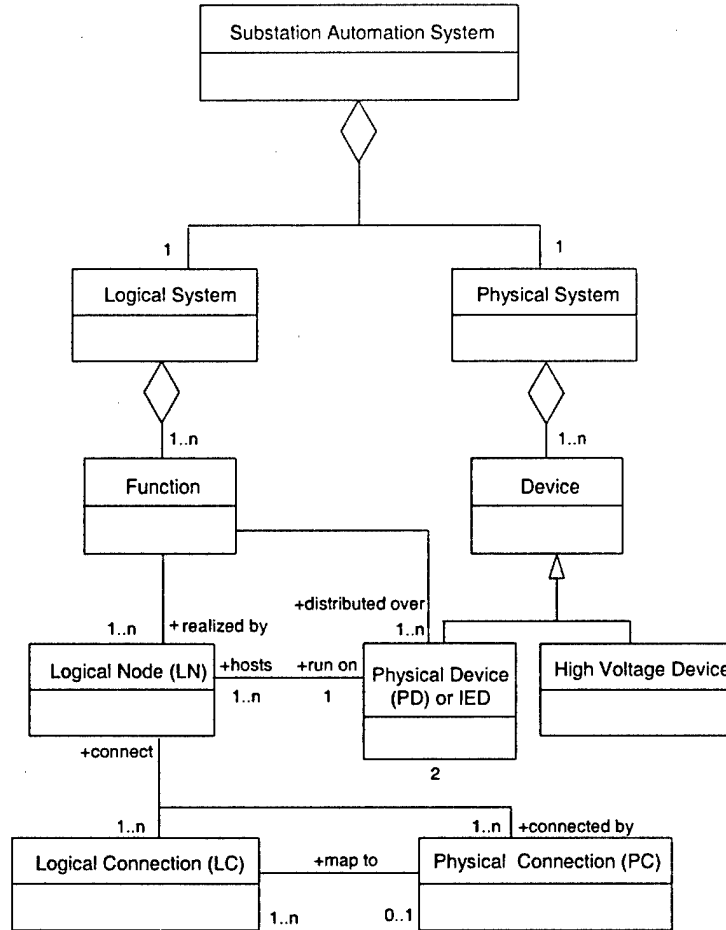 Substation Automation System
1
1
Logical System
Physical System
1..n
1..n
Function
Device
+distributed over
1..n
+realized by
1..n
Logical Node (LN)
+hosts
+run on
1..n
1
Physical Device
(PD) or IED
High Voltage Device
2
+connect
1..n
1..n
+connected by
Logical Connection (LC)
+map to
Physical Connection (PC)
1..n
0..1